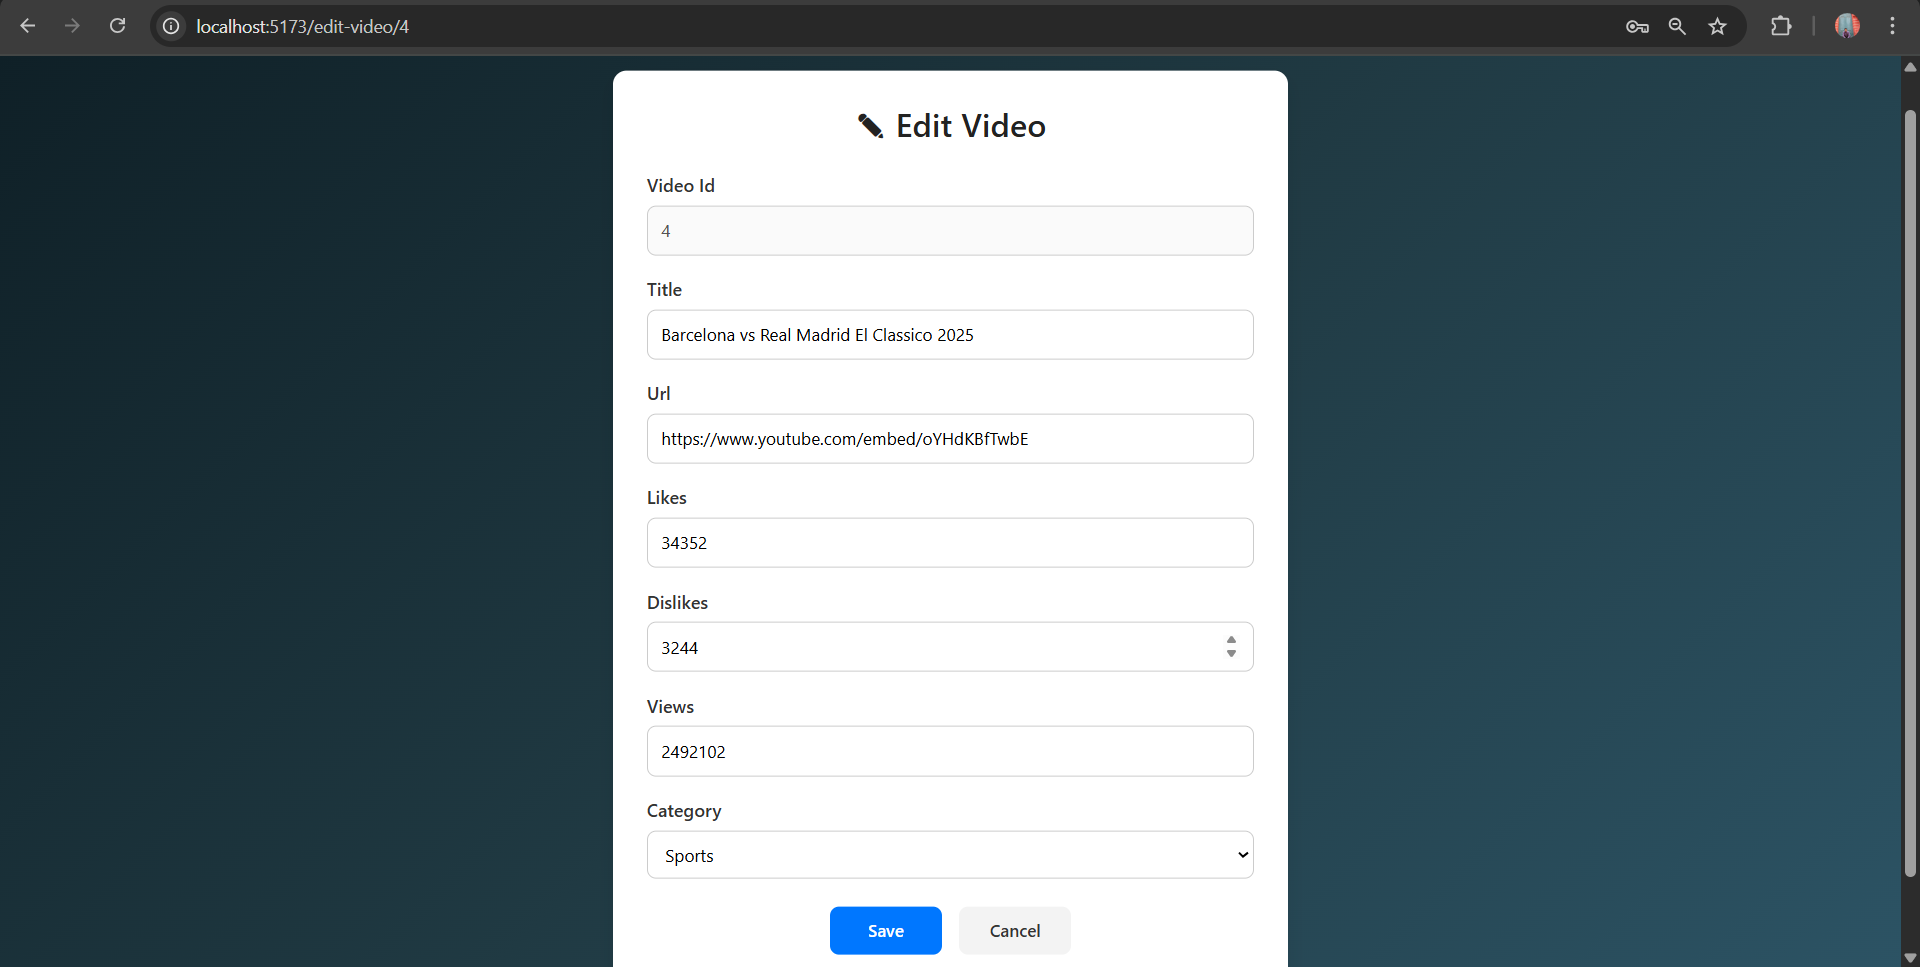 localhost:5173/edit-video/4
Edit Video
Video Id
4
Title
Barcelona vs Real Madrid El Classico 2025
Url
https://www.youtube.com/embed/oYHdKBfTwbE
Likes
34352
Dislikes
3244
Views
2492102
Category
Sports
Save Cancel